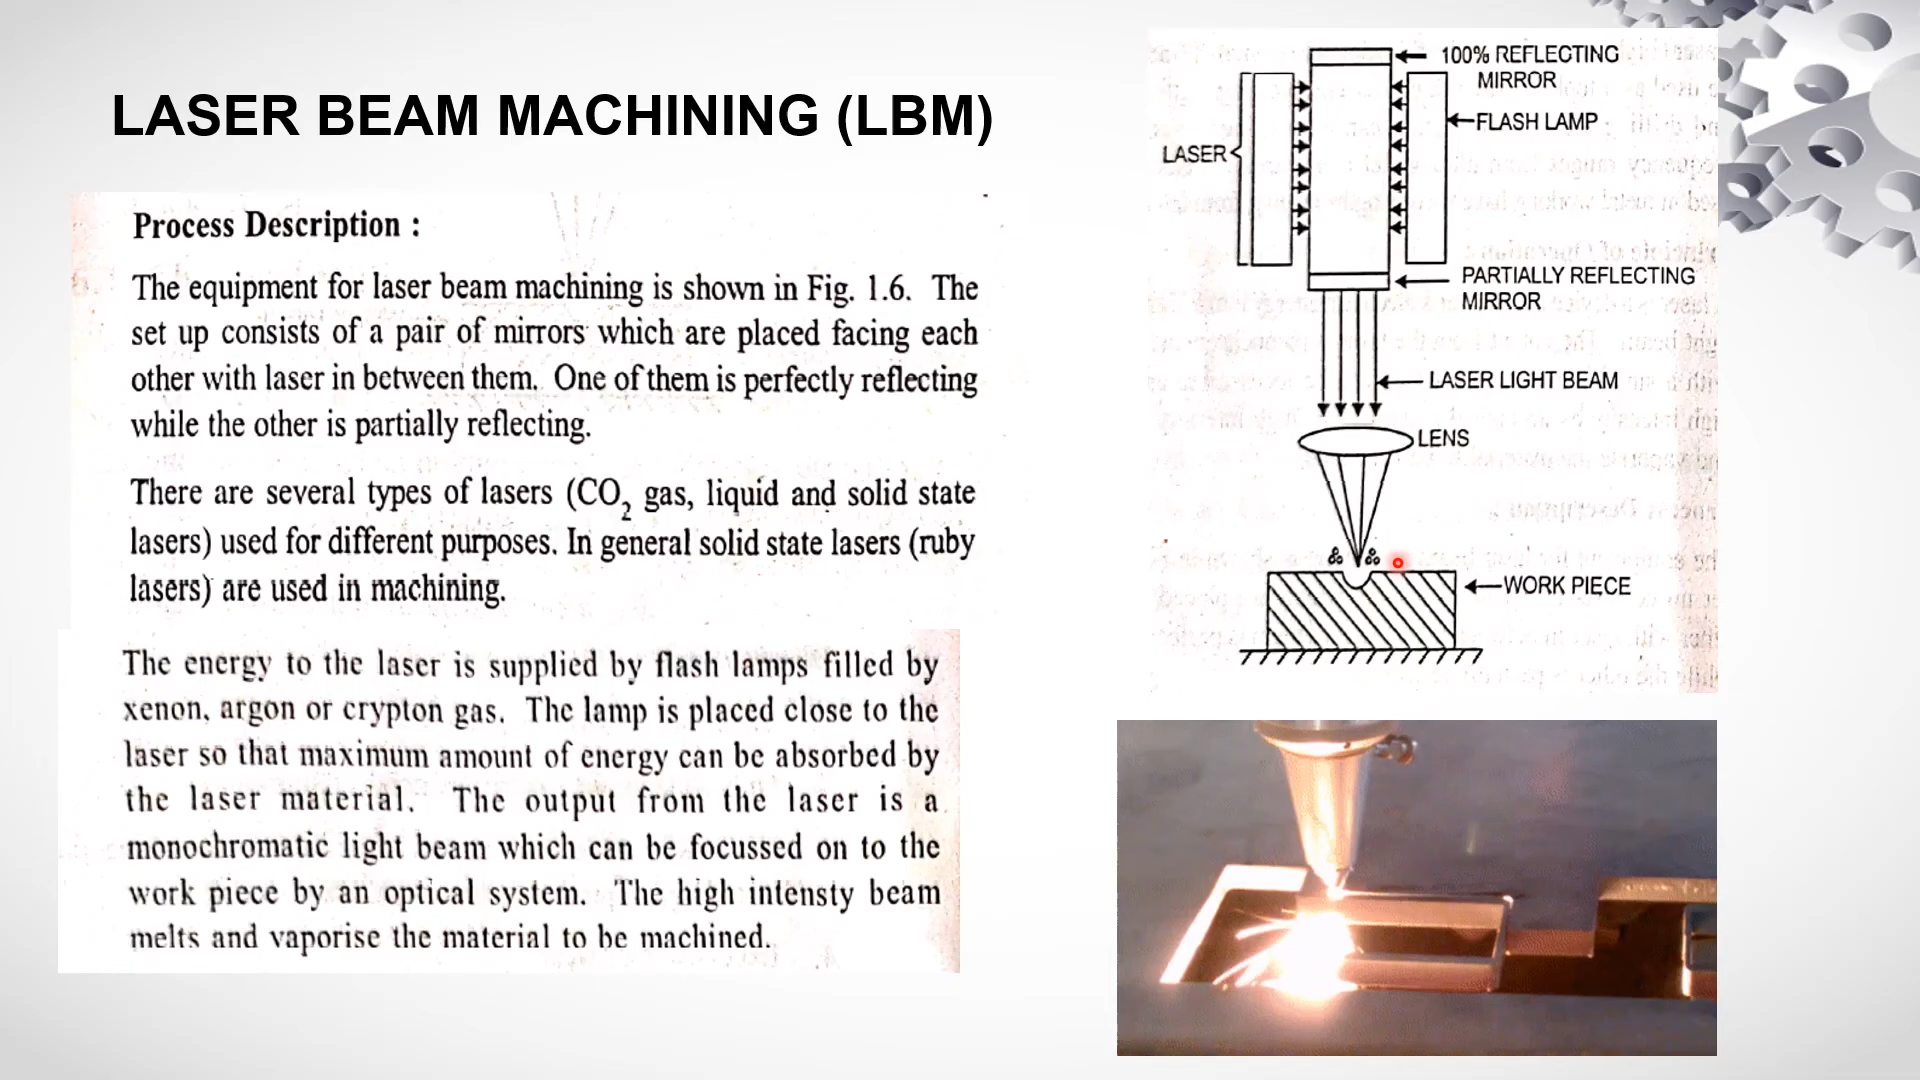 LASER BEAM MACHINING (LBM)
Process Description :
The equipment for laser beam machining is shown in Fig. 1.6. The
set up consists of a pair of mirrors which are placed facing each
other with laser in between them. One of them is perfectly reflecting
while the other is partially reflecting.
There are several types of lasers (CO₂ gas, liquid and solid state
lasers) used for different purposes. In general solid state lasers (ruby
lasers) are used in machining.
The energy to the laser is supplied by flash lamps filled by
xenon, argon or crypton gas. The lamp is placed close to the
laser so that maximum amount of energy can be absorbed by
the laser material. The output from the laser is a
monochromatic light beam which can be focussed on to the
work piece by an optical system. The high intensty beam
melts and vaporise the material to be machined.
100% REFLECTING
MIRROR
FLASH LAMP
LASER
PARTIALLY REFLECTING
MIRROR
LASER LIGHT BEAM
LENS
WORK PIECE